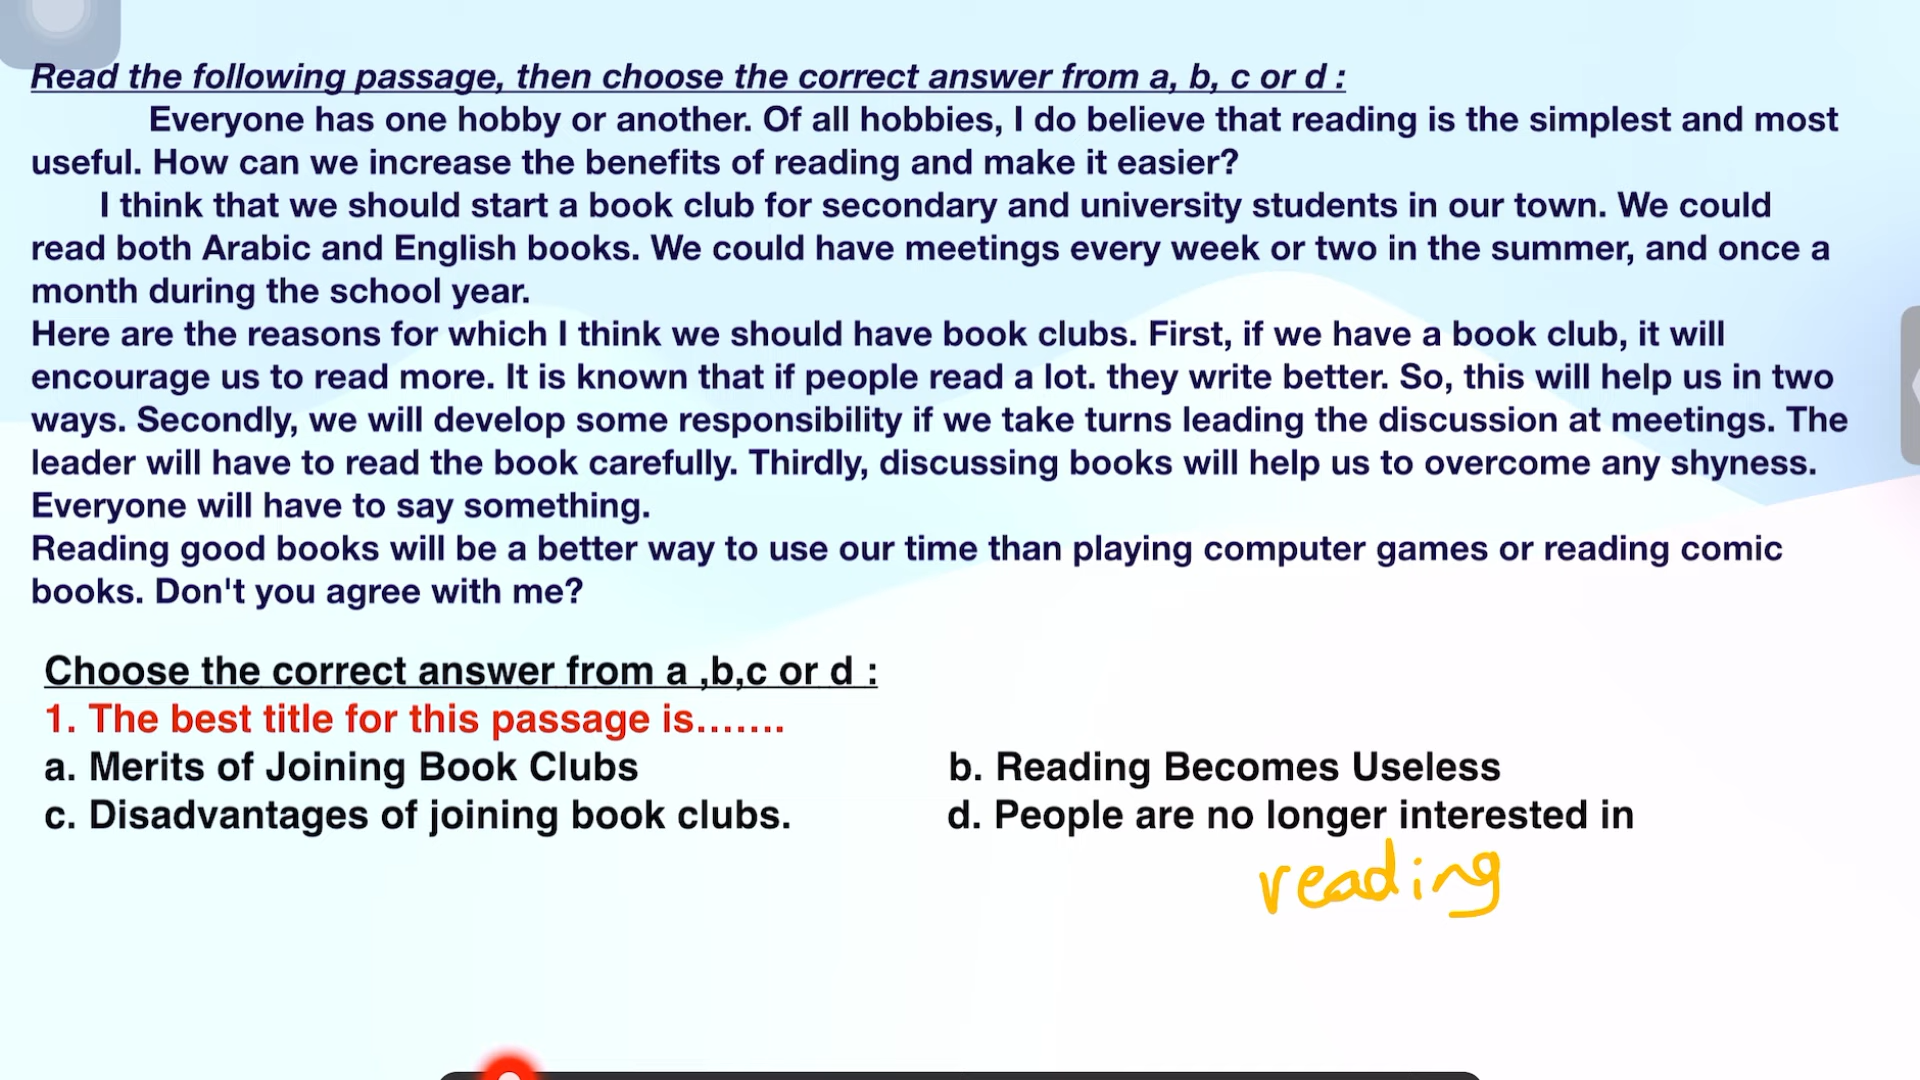 Read the following passage, then choose the correct answer from a, b, c or d :
Everyone has one hobby or another. Of all hobbies, I do believe that reading is the simplest and most
useful. How can we increase the benefits of reading and make it easier?
I think that we should start a book club for secondary and university students in our town. We could
read both Arabic and English books. We could have meetings every week or two in the summer, and once a
month during the school year.
Here are the reasons for which I think we should have book clubs. First, if we have a book club, it will
encourage us to read more. It is known that if people read a lot. they write better. So, this will help us in two
ways. Secondly, we will develop some responsibility if we take turns leading the discussion at meetings. The
leader will have to read the book carefully. Thirdly, discussing books will help us to overcome any shyness.
Everyone will have to say something.
Reading good books will be a better way to use our time than playing computer games or reading comic
books. Don't you agree with me?
Choose the correct answer from a ,b,c or d :
1. The best title for this passage is.......
a. Merits of Joining Book Clubs b. Reading Becomes Useless
c. Disadvantages of joining book clubs. d. People are no longer interested in
reading